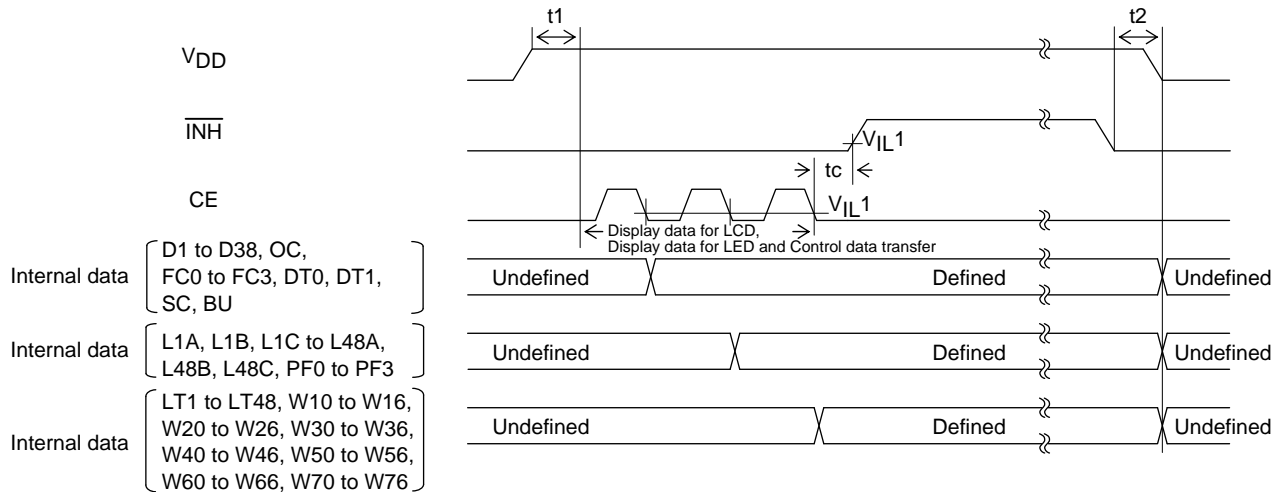 t1
t2
VDD
INH
VIL1
tc
CE
VIL1
Display data for LCD,
Display data for LED and Control data transfer
Internal data
D1 to D38, OC,
FC0 to FC3, DT0, DT1,
SC, BU
Undefined
Defined
Undefined
Internal data
L1A, L1B, L1C to L48A,
L48B, L48C, PF0 to PF3
Undefined
Defined
Undefined
Internal data
LT1 to LT48, W10 to W16,
W20 to W26, W30 to W36,
W40 to W46, W50 to W56,
W60 to W66, W70 to W76
Undefined
Defined
Undefined